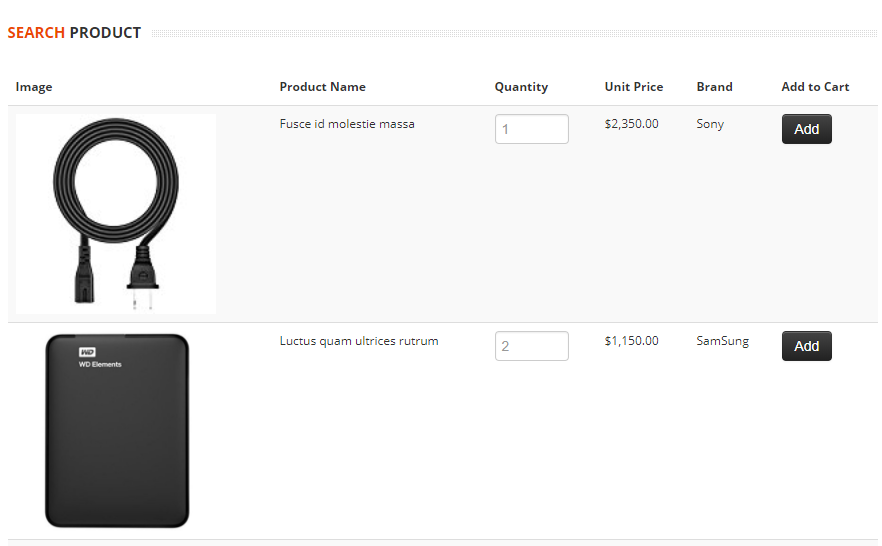 SEARCH PRODUCT
Image Product Name Quantity Unit Price Brand Add to Cart
Fusce id molestie massa 1 $2,350.00 Sony Add
Luctus quam ultrices rutrum 2 $1,150.00 SamSung Add
WD
WD Elements